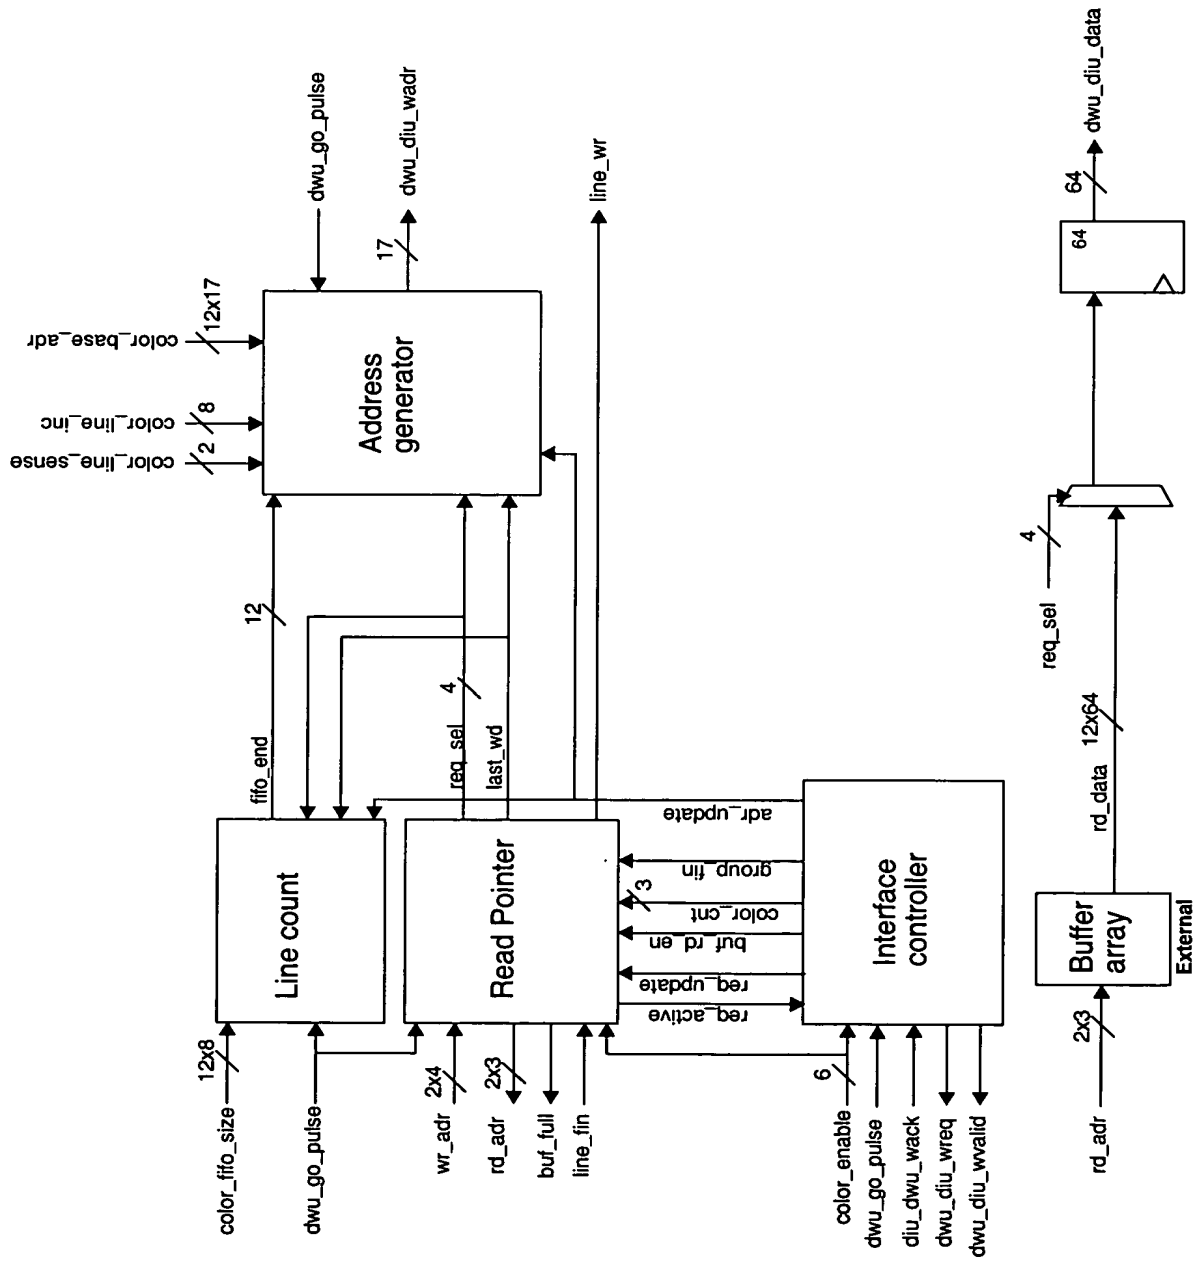 color_fifo_size
12x8
dwu_go_pulse
Line count
fifo_end
12
color_line_sense
2
color_line_inc
8
color_base_adr
12x17
dwu_go_pulse
Address
generator
17
dwu_diu_wadr
wr_adr
2x4
rd_adr
2x3
buf_full
line_fin
Read Pointer
req_sel
4
last_wd
line_wr
req_active
req_update
buf_rd_en
color_cnt
3
group_fin
adr_update
color_enable
6
dwu_go_pulse
diu_dwu_wack
dwu_diu_wreq
dwu_diu_wvalid
Interface
controller
rd_adr
2x3
Buffer
array
External
rd_data
12x64
req_sel
4
64
64
dwu_diu_data